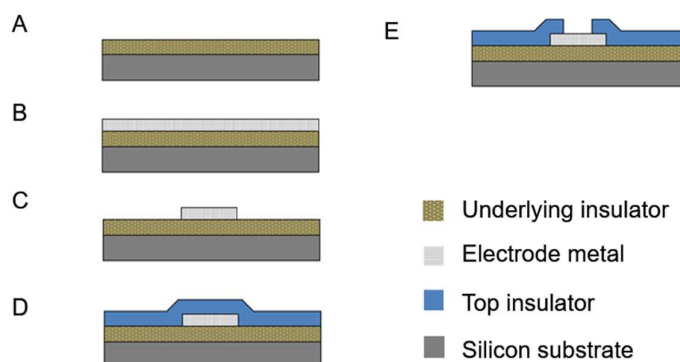 A
B
C
D
E
Underlying insulator
Electrode metal
Top insulator
Silicon substrate